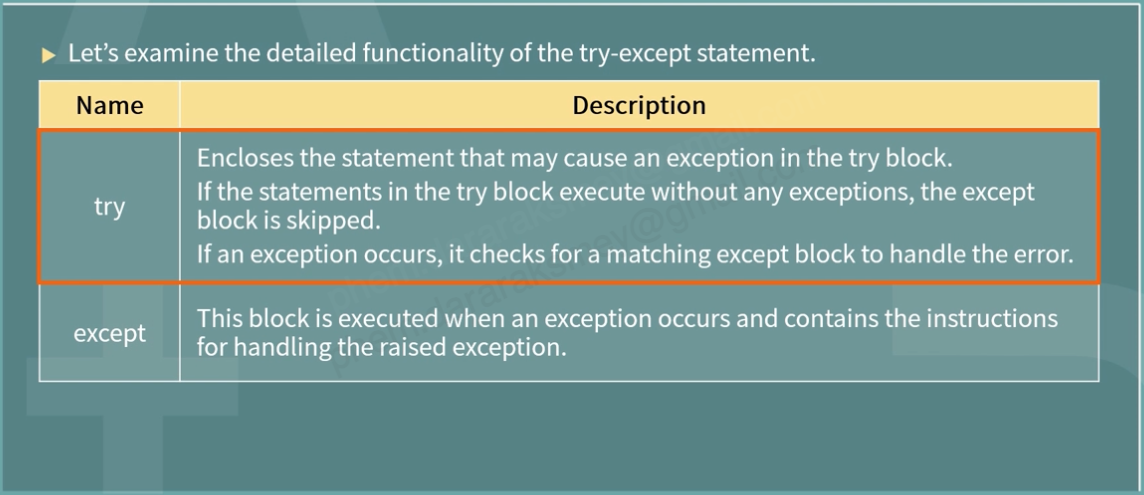 Let's examine the detailed functionality of the try-except statement.
Name Description
try
Encloses the statement that may cause an exception in the try block.
If the statements in the try block execute without any exceptions, the except
block is skipped.
If an exception occurs, it checks for a matching except block to handle the error.
except
This block is executed when an exception occurs and contains the instructions
for handling the raised exception.